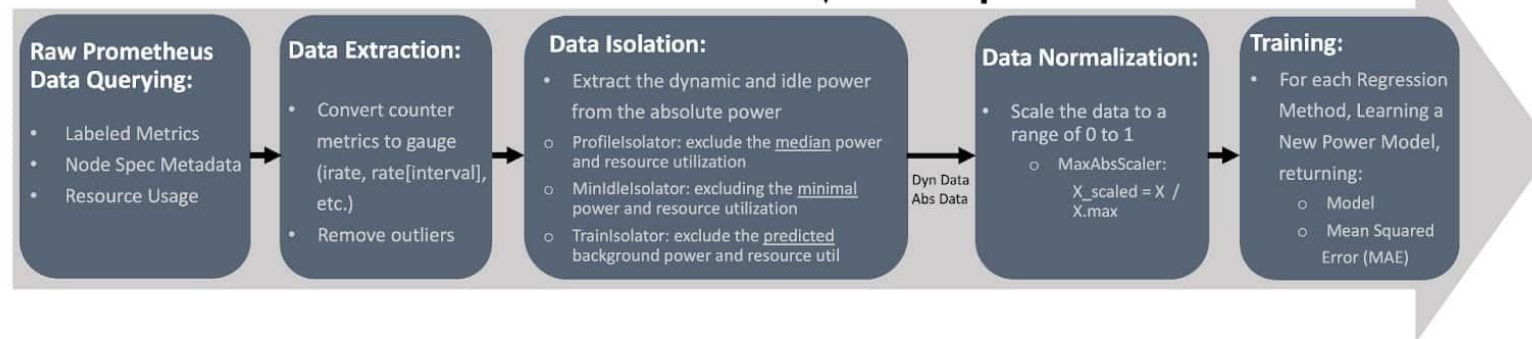 Raw Prometheus
Data Querying:
• Labeled Metrics
• Node Spec Metadata
• Resource Usage
Data Extraction:
• Convert counter
metrics to gauge
(irate, rate[interval],
etc.)
• Remove outliers
Data Isolation:
• Extract the dynamic and idle power
from the absolute power
○ ProfileIsolator: exclude the median power
and resource utilization
○ MinIdleIsolator: excluding the minimal
power and resource utilization
○ TrainIsolator: exclude the predicted
background power and resource util
Dyn Data
Abs Data
Data Normalization:
• Scale the data to a
range of 0 to 1
○ MaxAbsScaler:
X_scaled = X /
X.max
Training:
• For each Regression
Method, Learning a
New Power Model,
returning:
○ Model
○ Mean Squared
Error (MAE)